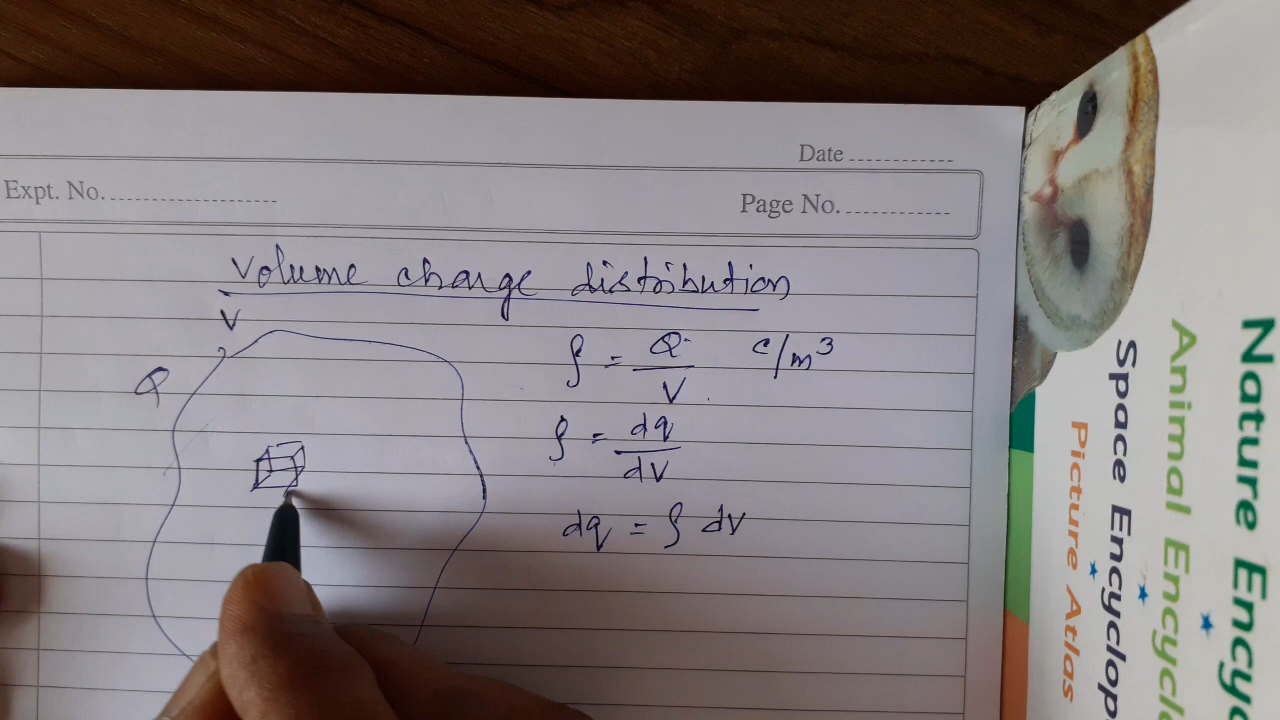 Date
Expt. No.
Page No.
Volume charge distribution
V
Q
ρ = Q/V C/m³
ρ = dq/dV
dq = ρ dV
Nature Ency
Animal Encyc
Space Encyclop
Picture Atlas